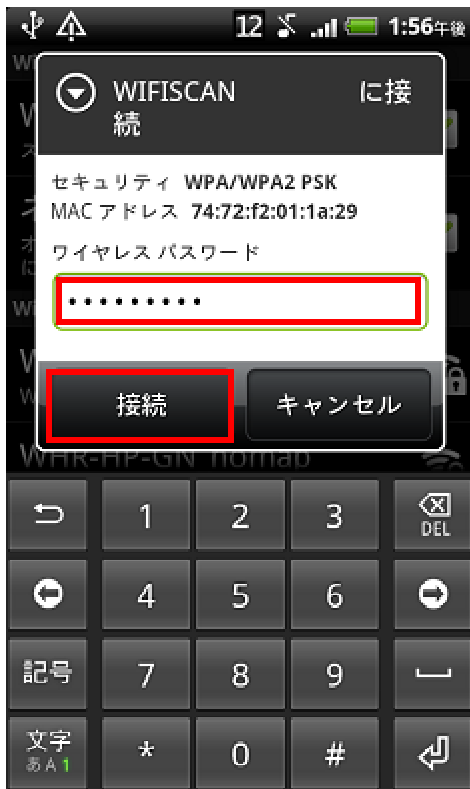 12 1:56午後
WIFISCAN に接
続
セキュリティ WPA/WPA2 PSK
MAC アドレス 74:72:f2:01:1a:29
ワイヤレス パスワード
•••••••••
接続 キャンセル
WHR-HP-GN
1 2 3 DEL
4 5 6
記号 7 8 9
文字 * 0 #
あA1